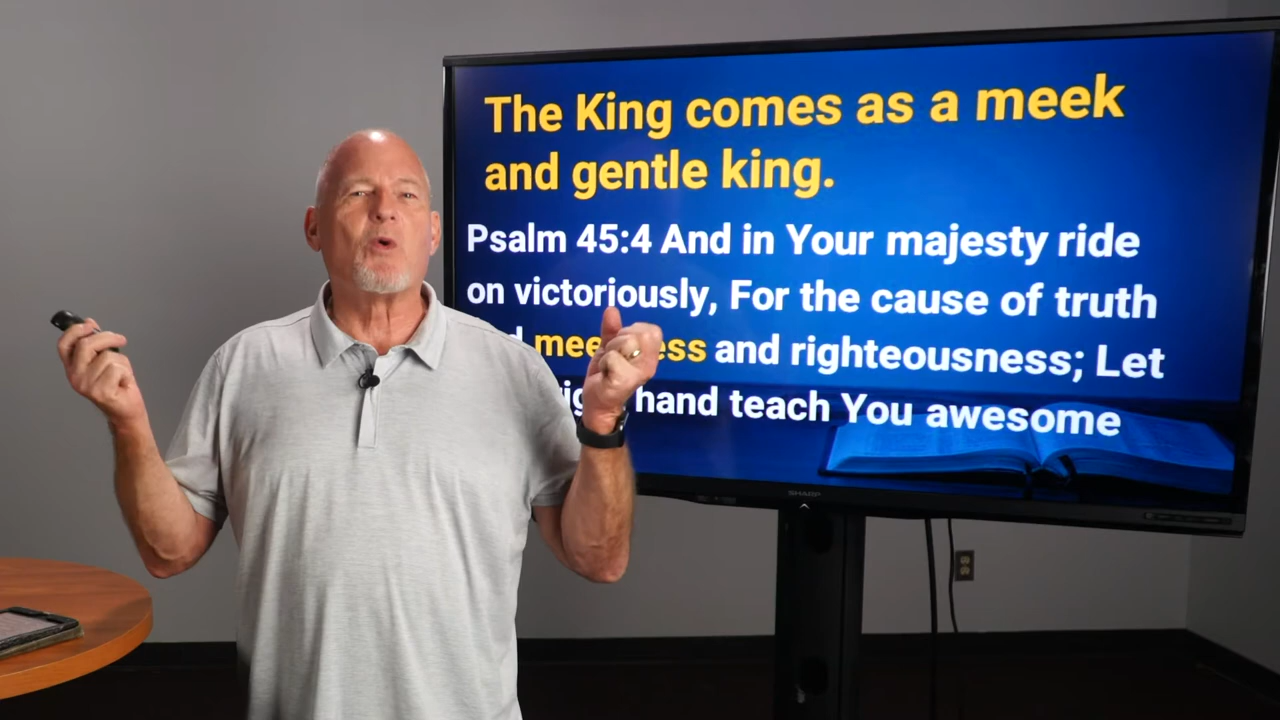 The King comes as a meek
and gentle king.
Psalm 45:4 And in Your majesty ride
on victoriously, For the cause of truth
and righteousness; Let
hand teach You awesome
SHARP